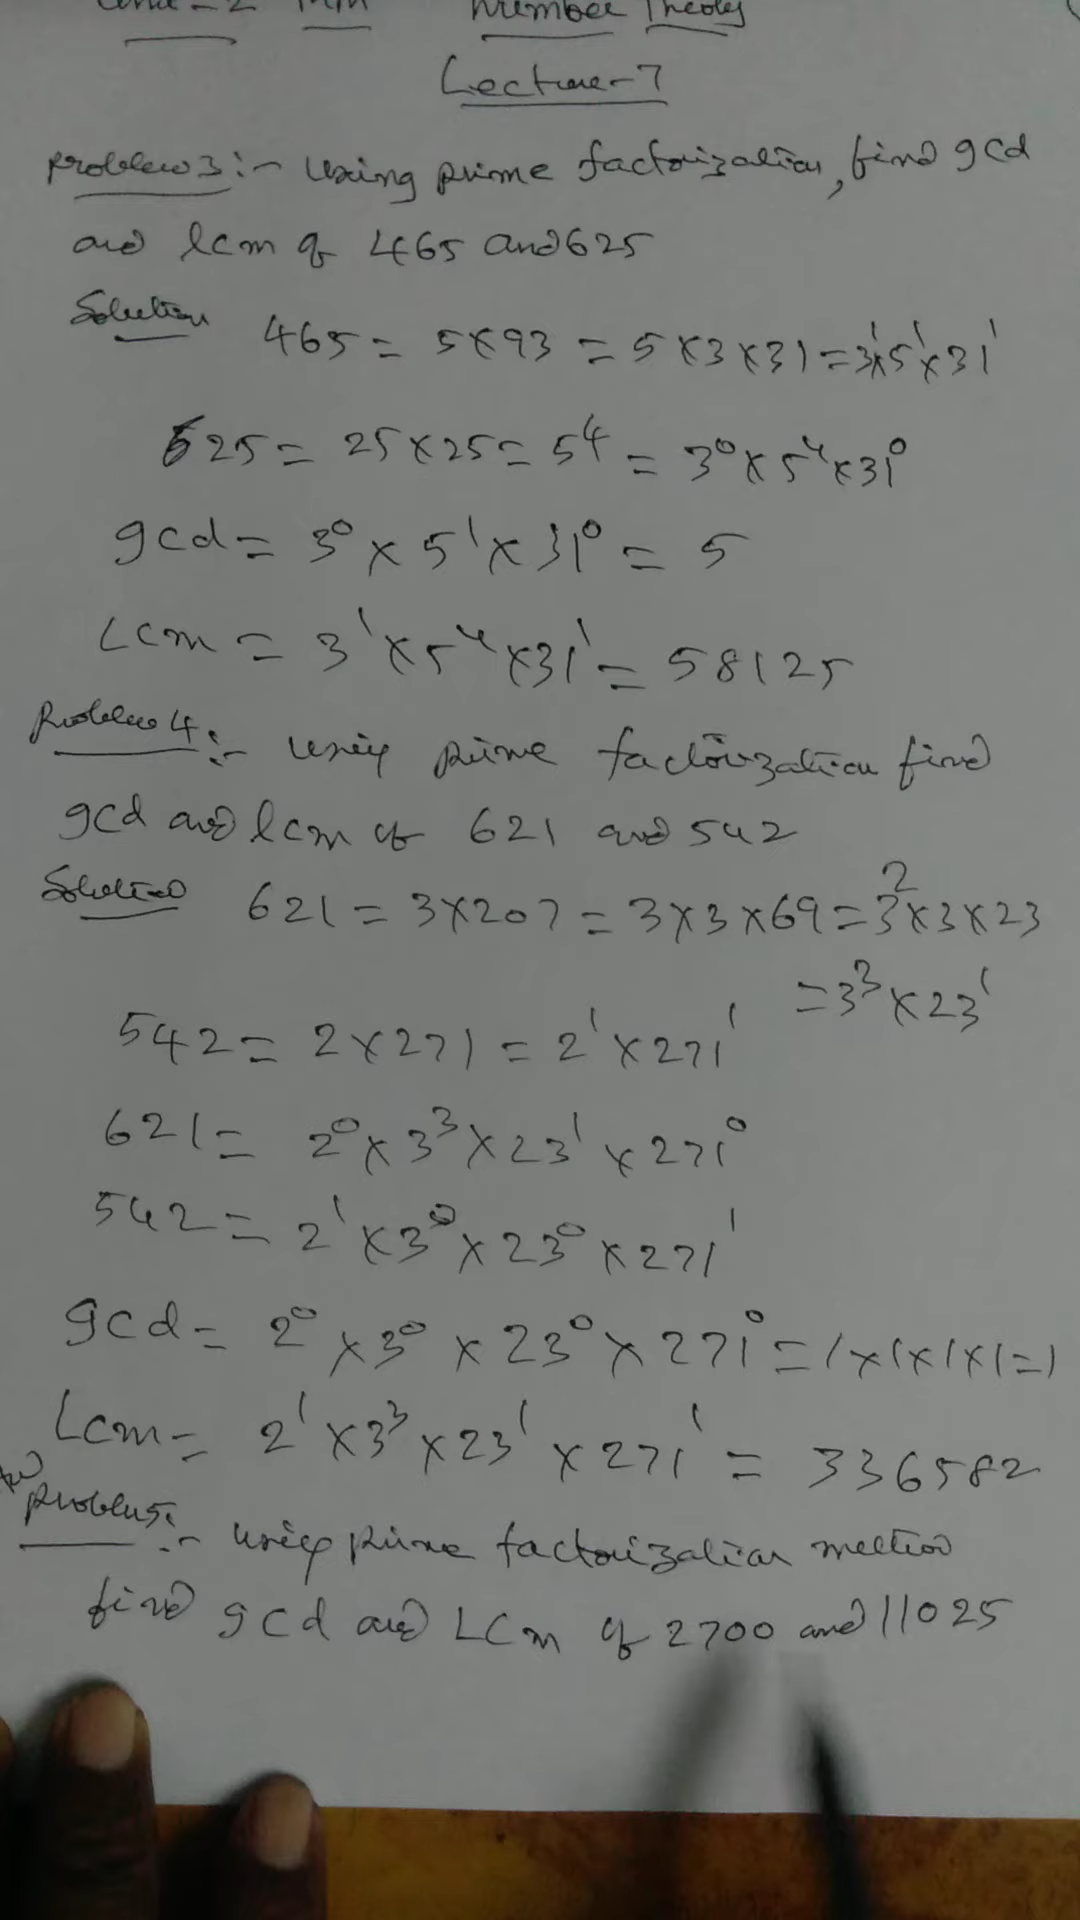 Number Theory
Lecture-7
Problem 3:- Using prime factorization, find gcd
and lcm of 465 and 625
Solution 465 = 5×93 = 5×3×31 = 3¹×5¹×31¹
625 = 25×25 = 5⁴ = 3⁰×5⁴×31⁰
gcd = 3⁰×5¹×31⁰ = 5
Lcm = 3¹×5⁴×31¹ = 58125
Problem 4:- Using prime factorization find
gcd and lcm of 621 and 542
Solution 621 = 3×207 = 3×3×69 = 3²×3×23
= 3³×23¹
542 = 2×271 = 2¹×271¹
621 = 2⁰×3³×23¹×271⁰
542 = 2¹×3⁰×23⁰×271¹
gcd = 2⁰×3⁰×23⁰×271⁰ = 1×1×1×1=1
Lcm = 2¹×3³×23¹×271¹ = 336582
Problem 5:- Using prime factorization method
find gcd and LCm of 2700 and 11025